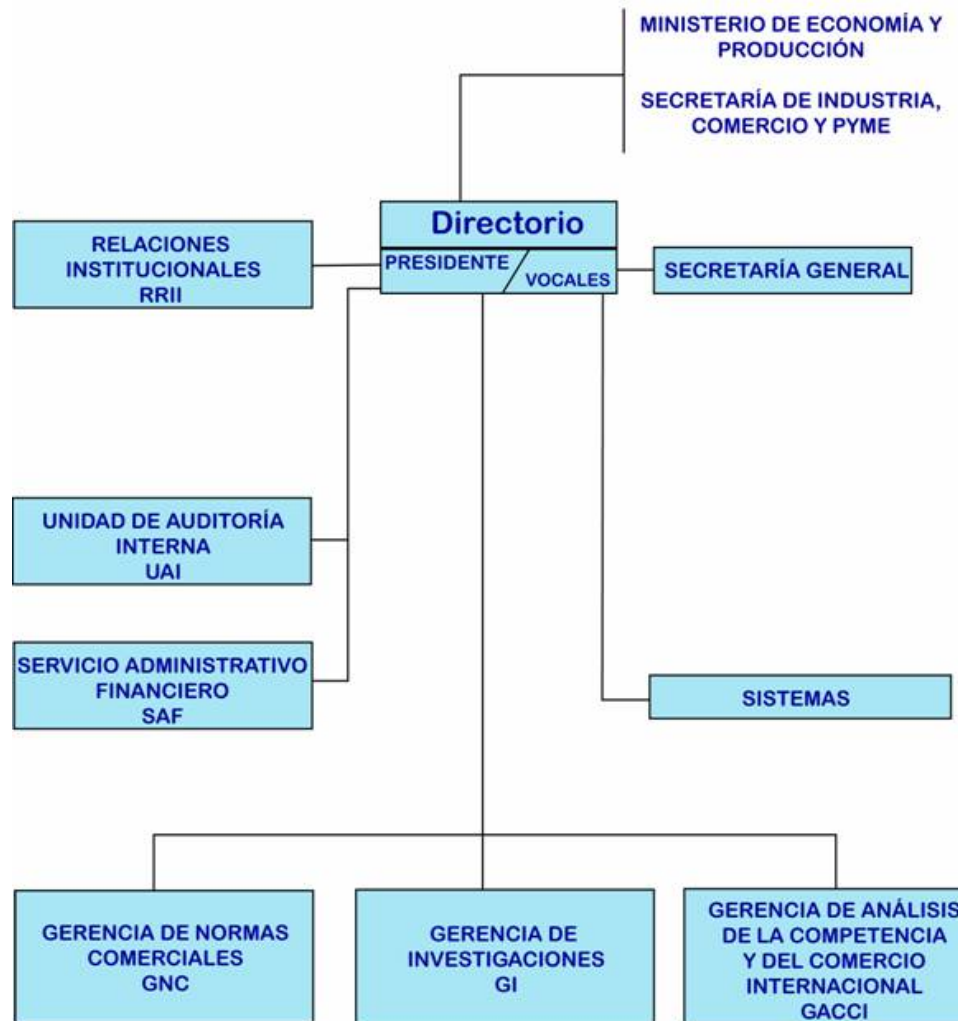 MINISTERIO DE ECONOMÍA Y
PRODUCCIÓN
SECRETARÍA DE INDUSTRIA,
COMERCIO Y PYME
Directorio
PRESIDENTE
VOCALES
RELACIONES
INSTITUCIONALES
RRII
SECRETARÍA GENERAL
UNIDAD DE AUDITORÍA
INTERNA
UAI
SERVICIO ADMINISTRATIVO
FINANCIERO
SAF
SISTEMAS
GERENCIA DE NORMAS
COMERCIALES
GNC
GERENCIA DE
INVESTIGACIONES
GI
GERENCIA DE ANÁLISIS
DE LA COMPETENCIA
Y DEL COMERCIO
INTERNACIONAL
GACCI